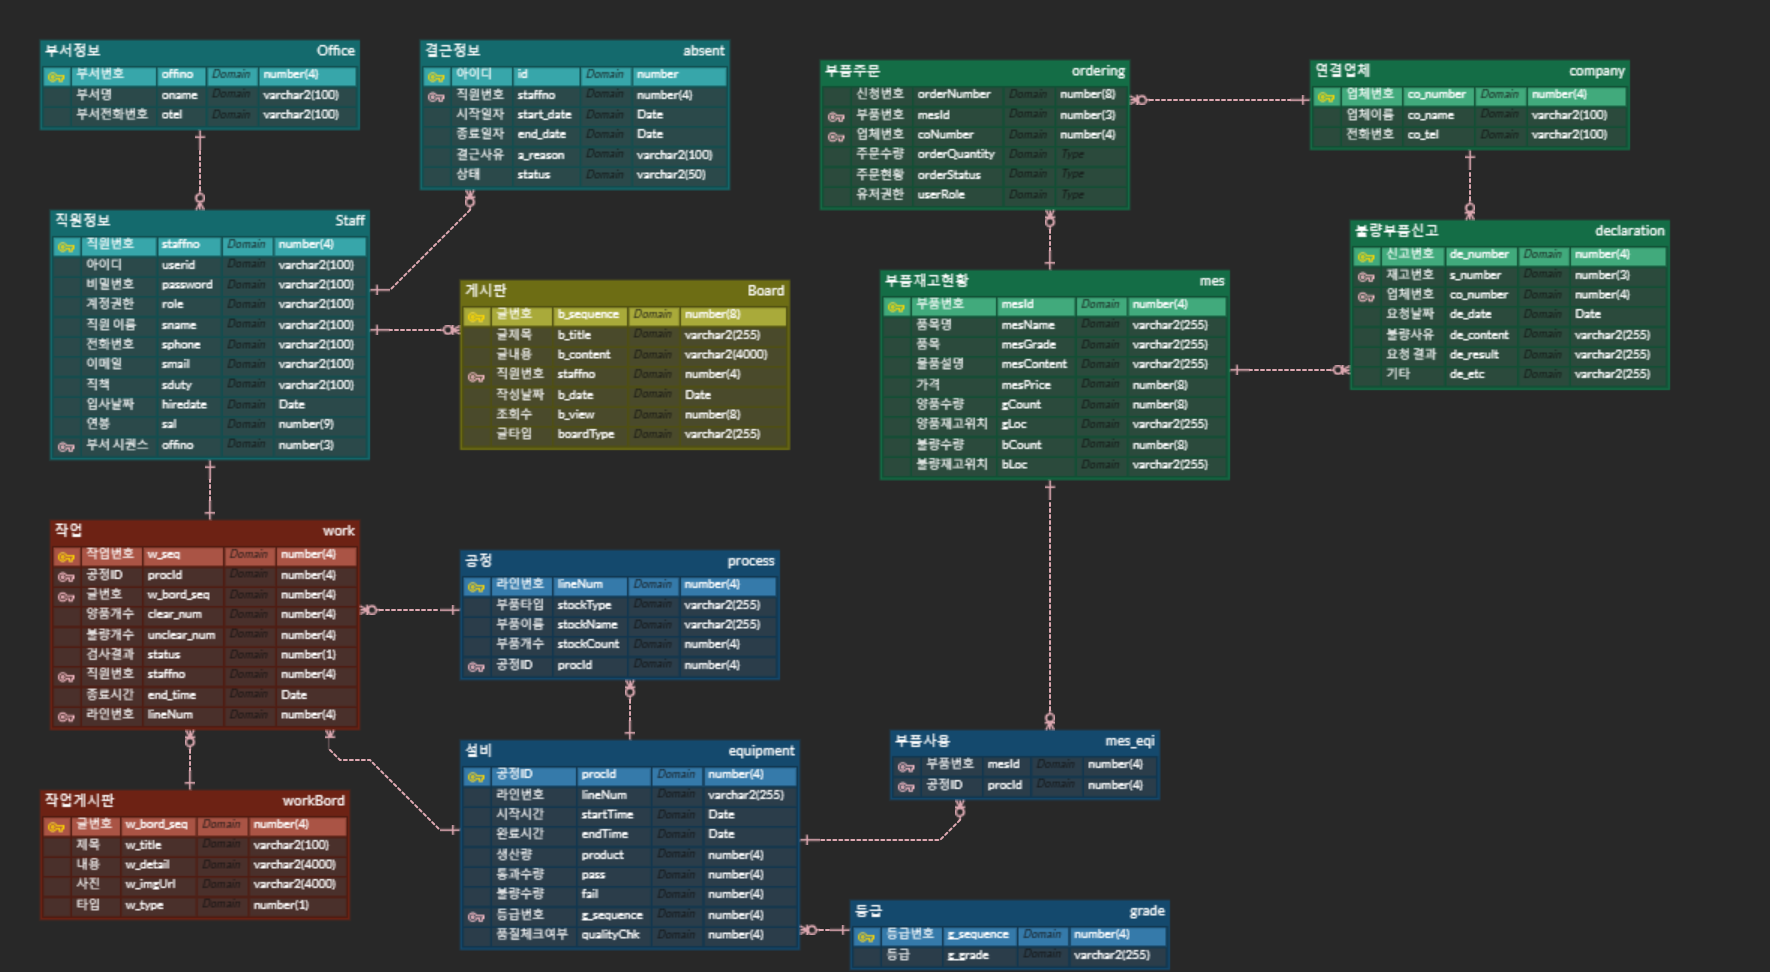 부서정보 Office
부서번호 offino Domain number(4)
부서명 oname Domain varchar2(100)
부서전화번호 otel Domain varchar2(100)
결근정보 absent
아이디 id Domain number
직원번호 staffno Domain number(4)
시작일자 start_date Domain Date
종료일자 end_date Domain Date
결근사유 a_reason Domain varchar2(100)
상태 status Domain varchar2(50)
부품주문 ordering
신청번호 orderNumber Domain number(8)
부품번호 mesId Domain number(3)
업체번호 coNumber Domain number(4)
주문수량 orderQuantity Domain Type
주문현황 orderStatus Domain Type
유저권한 userRole Domain Type
연결업체 company
업체번호 co_number Domain number(4)
업체이름 co_name Domain varchar2(100)
전화번호 co_tel Domain varchar2(100)
직원정보 Staff
직원번호 staffno Domain number(4)
아이디 userid Domain varchar2(100)
비밀번호 password Domain varchar2(100)
계정권한 role Domain varchar2(100)
직원 이름 sname Domain varchar2(100)
전화번호 sphone Domain varchar2(100)
이메일 smail Domain varchar2(100)
직책 sduty Domain varchar2(100)
입사날짜 hiredate Domain Date
연봉 sal Domain number(9)
부서 시퀀스 offino Domain number(3)
게시판 Board
글번호 b_sequence Domain number(8)
글제목 b_title Domain varchar2(255)
글내용 b_content Domain varchar2(4000)
직원번호 staffno Domain number(4)
작성날짜 b_date Domain Date
조회수 b_view Domain number(8)
글타입 boardType Domain varchar2(255)
부품재고현황 mes
부품번호 mesId Domain number(4)
품목명 mesName Domain varchar2(255)
품목 mesGrade Domain varchar2(255)
물품설명 mesContent Domain varchar2(255)
가격 mesPrice Domain number(8)
양품수량 gCount Domain number(8)
양품재고위치 gLoc Domain varchar2(255)
불량수량 bCount Domain number(8)
불량재고위치 bLoc Domain varchar2(255)
불량부품신고 declaration
신고번호 de_number Domain number(4)
재고번호 s_number Domain number(3)
업체번호 co_number Domain number(4)
요청날짜 de_date Domain Date
불량사유 de_content Domain varchar2(255)
요청 결과 de_result Domain varchar2(255)
기타 de_etc Domain varchar2(255)
작업 work
작업번호 w_seq Domain number(4)
공정ID procId Domain number(4)
글번호 w_bord_seq Domain number(4)
양품개수 clear_num Domain number(4)
불량개수 unclear_num Domain number(4)
검사결과 status Domain number(1)
직원번호 staffno Domain number(4)
종료시간 end_time Domain Date
라인번호 lineNum Domain number(4)
공정 process
라인번호 lineNum Domain number(4)
부품타입 stockType Domain varchar2(255)
부품이름 stockName Domain varchar2(255)
부품개수 stockCount Domain number(4)
공정ID procId Domain number(4)
작업게시판 workBord
글번호 w_bord_seq Domain number(4)
제목 w_title Domain varchar2(100)
내용 w_detail Domain varchar2(4000)
사진 w_imgUrl Domain varchar2(4000)
타입 w_type Domain number(1)
설비 equipment
공정ID procId Domain number(4)
라인번호 lineNum Domain varchar2(255)
시작시간 startTime Domain Date
완료시간 endTime Domain Date
생산량 product Domain number(4)
통과수량 pass Domain number(4)
불량수량 fail Domain number(4)
등급번호 g_sequence Domain number(4)
품질체크여부 qualityChk Domain number(4)
부품사용 mes_eqi
부품번호 mesId Domain number(4)
공정ID procId Domain number(4)
등급 grade
등급번호 g_sequence Domain number(4)
등급 g_grade Domain varchar2(255)